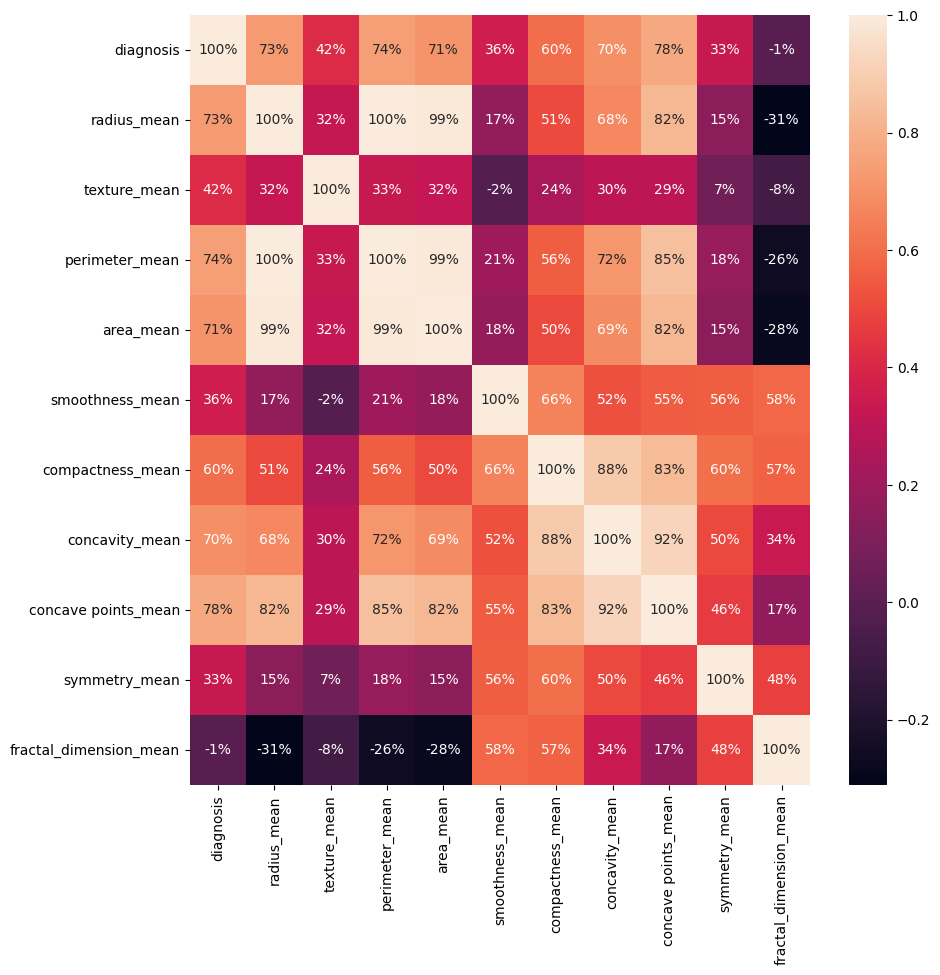 diagnosis 100% 73% 42% 74% 71% 36% 60% 70% 78% 33% -1%
radius_mean 73% 100% 32% 100% 99% 17% 51% 68% 82% 15% -31%
texture_mean 42% 32% 100% 33% 32% -2% 24% 30% 29% 7% -8%
perimeter_mean 74% 100% 33% 100% 99% 21% 56% 72% 85% 18% -26%
area_mean 71% 99% 32% 99% 100% 18% 50% 69% 82% 15% -28%
smoothness_mean 36% 17% -2% 21% 18% 100% 66% 52% 55% 56% 58%
compactness_mean 60% 51% 24% 56% 50% 66% 100% 88% 83% 60% 57%
concavity_mean 70% 68% 30% 72% 69% 52% 88% 100% 92% 50% 34%
concave points_mean 78% 82% 29% 85% 82% 55% 83% 92% 100% 46% 17%
symmetry_mean 33% 15% 7% 18% 15% 56% 60% 50% 46% 100% 48%
fractal_dimension_mean -1% -31% -8% -26% -28% 58% 57% 34% 17% 48% 100%
diagnosis
radius_mean
texture_mean
perimeter_mean
area_mean
smoothness_mean
compactness_mean
concavity_mean
concave points_mean
symmetry_mean
fractal_dimension_mean
1.0
0.8
0.6
0.4
0.2
0.0
−0.2